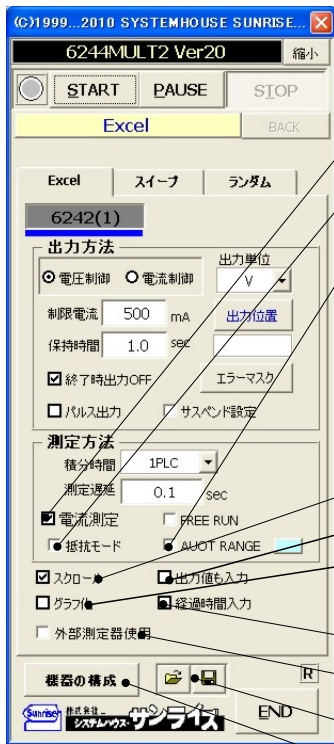 (C)1999...2010 SYSTEMHOUSE SUNRISE...
6244MULT2 Ver20 縮小
START PAUSE STOP
Excel BACK
Excel スイープ ランダム
6242(1)
出力方法
出力単位
電圧制御 電流制御 V
制限電流 500 mA 出力位置
保持時間 1.0 sec
終了時出力OFF エラーマスク
パルス出力 サスペンド設定
測定方法
積分時間 1PLC
測定遅延 0.1 sec
電流測定 FREE RUN
抵抗モード AUOT RANGE
スクロール 出力値も入力
グラフ化 経過時間入力
外部測定器使用
機器の構成 R
Sunrise 株式会社 システムハウス サンライズ END